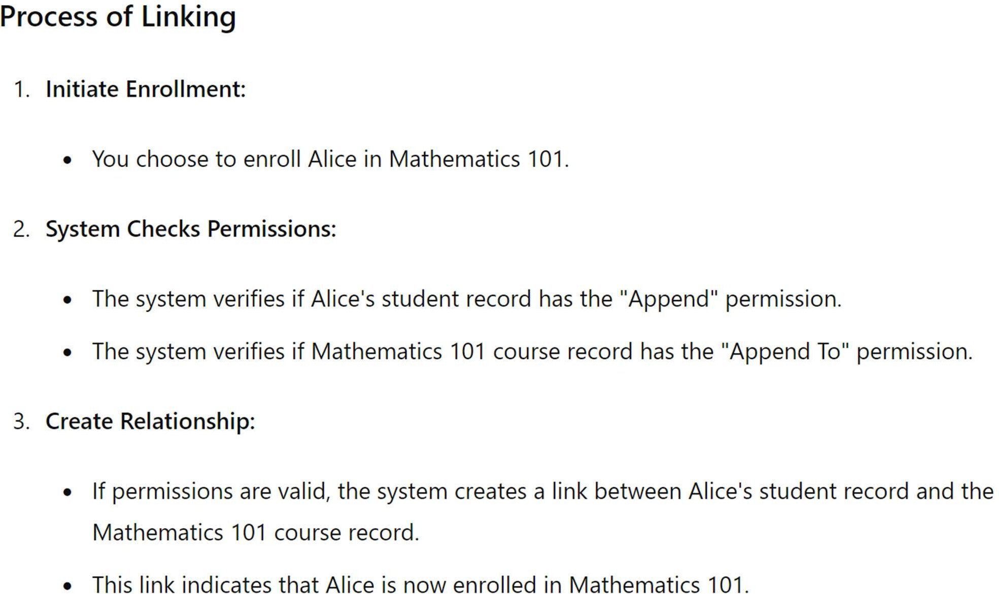 Process of Linking
1. Initiate Enrollment:
• You choose to enroll Alice in Mathematics 101.
2. System Checks Permissions:
• The system verifies if Alice's student record has the "Append" permission.
• The system verifies if Mathematics 101 course record has the "Append To" permission.
3. Create Relationship:
• If permissions are valid, the system creates a link between Alice's student record and the
Mathematics 101 course record.
• This link indicates that Alice is now enrolled in Mathematics 101.